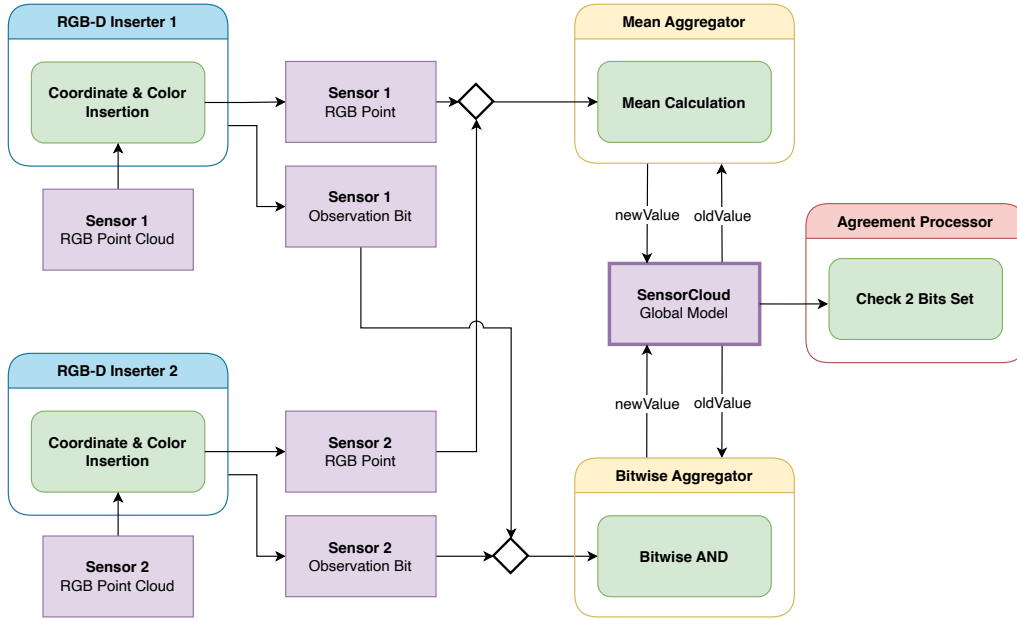 RGB-D Inserter 1
Coordinate & Color
Insertion
Sensor 1
RGB Point Cloud
Sensor 1
RGB Point
Sensor 1
Observation Bit
Mean Aggregator
Mean Calculation
newValue
oldValue
SensorCloud
Global Model
Agreement Processor
Check 2 Bits Set
RGB-D Inserter 2
Coordinate & Color
Insertion
Sensor 2
RGB Point Cloud
Sensor 2
RGB Point
Sensor 2
Observation Bit
newValue
oldValue
Bitwise Aggregator
Bitwise AND